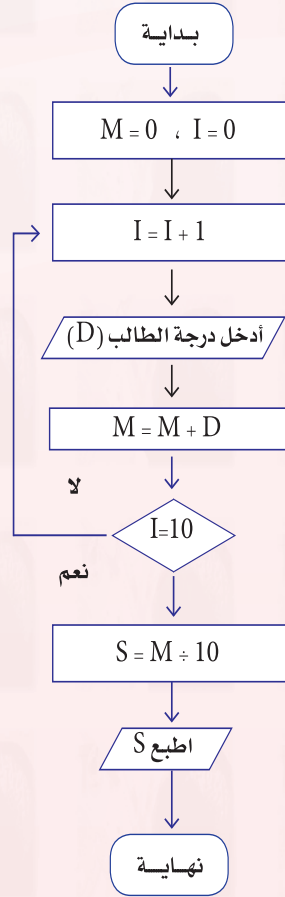 بداية
M = 0 ، I = 0
I = I + 1
أدخل درجة الطالب (D)
M = M + D
لا
I=10
نعم
S = M ÷ 10
اطبع S
نهاية